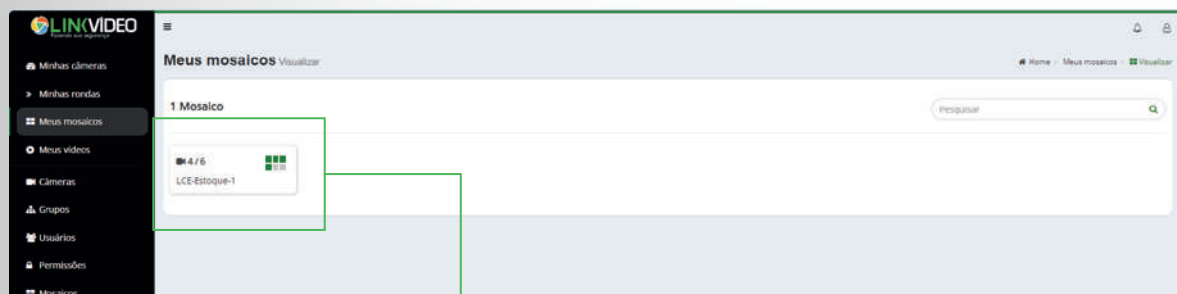 LINKVÍDEO
Meus mosaicos Visualizar
Home
Meus mosaicos
Visualizar
Minhas câmeras
Minhas rondas
Meus mosaicos
Meus vídeos
Câmeras
Grupos
Usuários
Permissões
Mosaicos
1 Mosaico
Pesquisar
4/6
LCE-Estoque-1